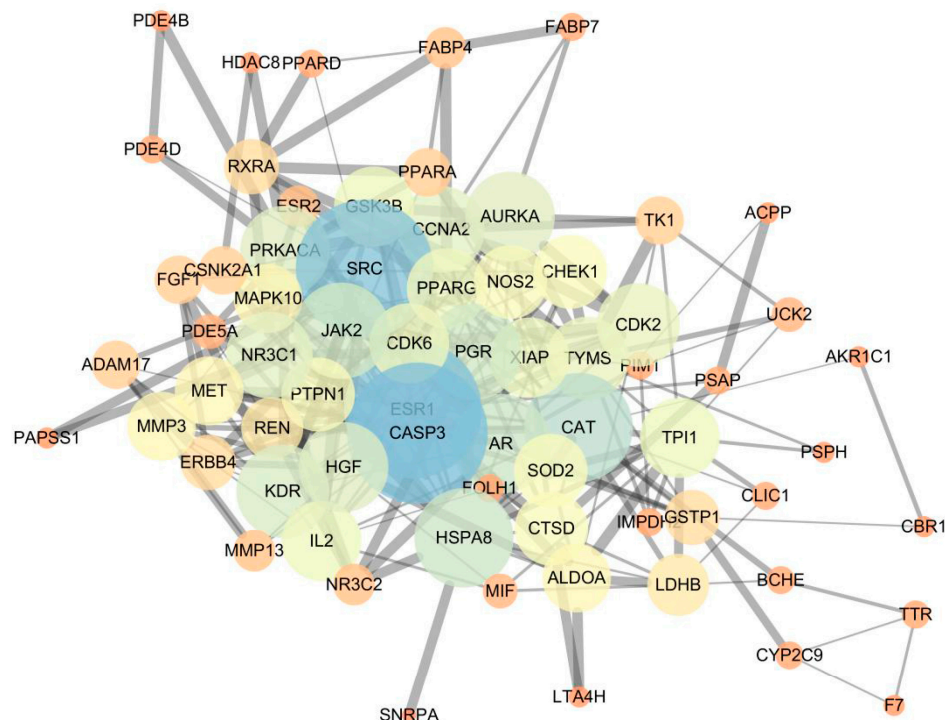 PDE4B
FABP7
FABP4
HDAC8
PPARD
PDE4D
RXRA
PPARA
ESR2
GSK3B
ACPP
AURKA
CCNA2
TK1
PRKACA
SRC
CSNK2A1
FGF1
NOS2
CHEK1
PPARG
MAPK10
UCK2
CDK2
PDE5A
JAK2
CDK6
PGR
NR3C1
XIAP
TYMS
PIM1
AKR1C1
ADAM17
PSAP
MET
PTPN1
ESR1
MMP3
REN
CASP3
CAT
TPI1
PAPSS1
AR
PSPH
ERBB4
HGF
SOD2
KDR
FOLH1
CLIC1
GSTP1
CTSD
IMPDH2
CBR1
HSPA8
IL2
MMP13
ALDOA
BCHE
NR3C2
MIF
LDHB
TTR
CYP2C9
LTA4H
F7
SNRPA